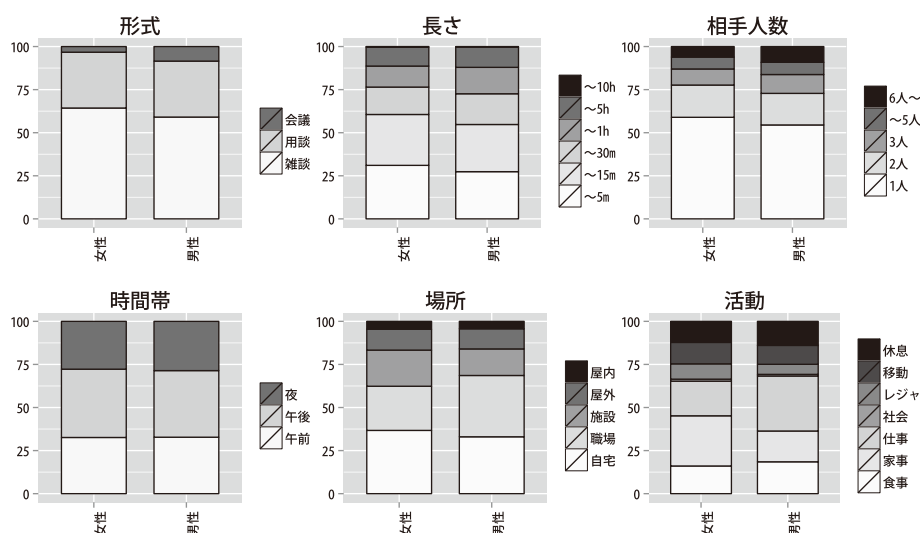 形式
100
75
50
25
0
女性
男性
会議
用談
雑談
長さ
100
75
50
25
0
女性
男性
～10h
～5h
～1h
～30m
～15m
～5m
相手人数
100
75
50
25
0
女性
男性
6人～
～5人
3人
2人
1人
時間帯
100
75
50
25
0
女性
男性
夜
午後
午前
場所
100
75
50
25
0
女性
男性
屋内
屋外
施設
職場
自宅
活動
100
75
50
25
0
女性
男性
休息
移動
レジャ
社会
仕事
家事
食事